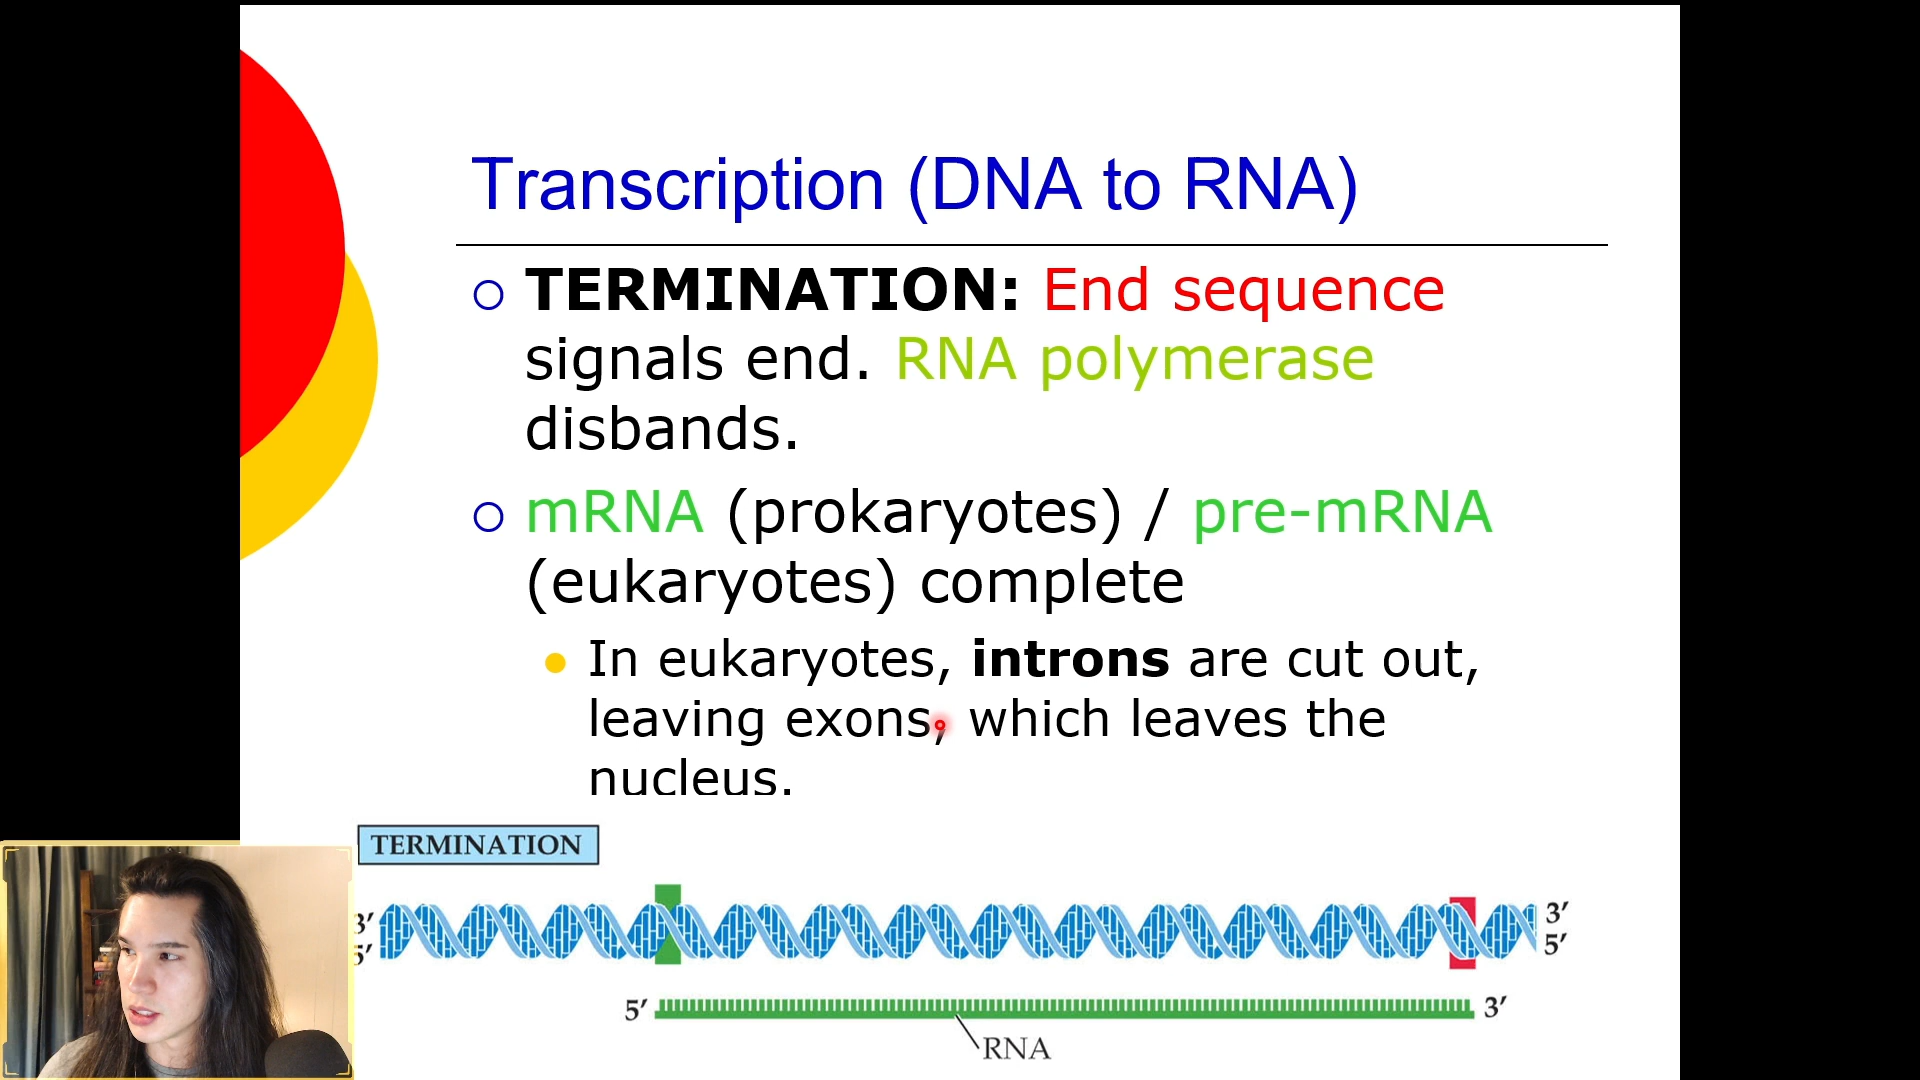 Transcription (DNA to RNA)
TERMINATION: End sequence
signals end. RNA polymerase
disbands.
mRNA (prokaryotes) / pre-mRNA
(eukaryotes) complete
In eukaryotes, introns are cut out,
leaving exons, which leaves the
nucleus.
TERMINATION
3′ 3′
5′ 5′
5′ 3′
RNA